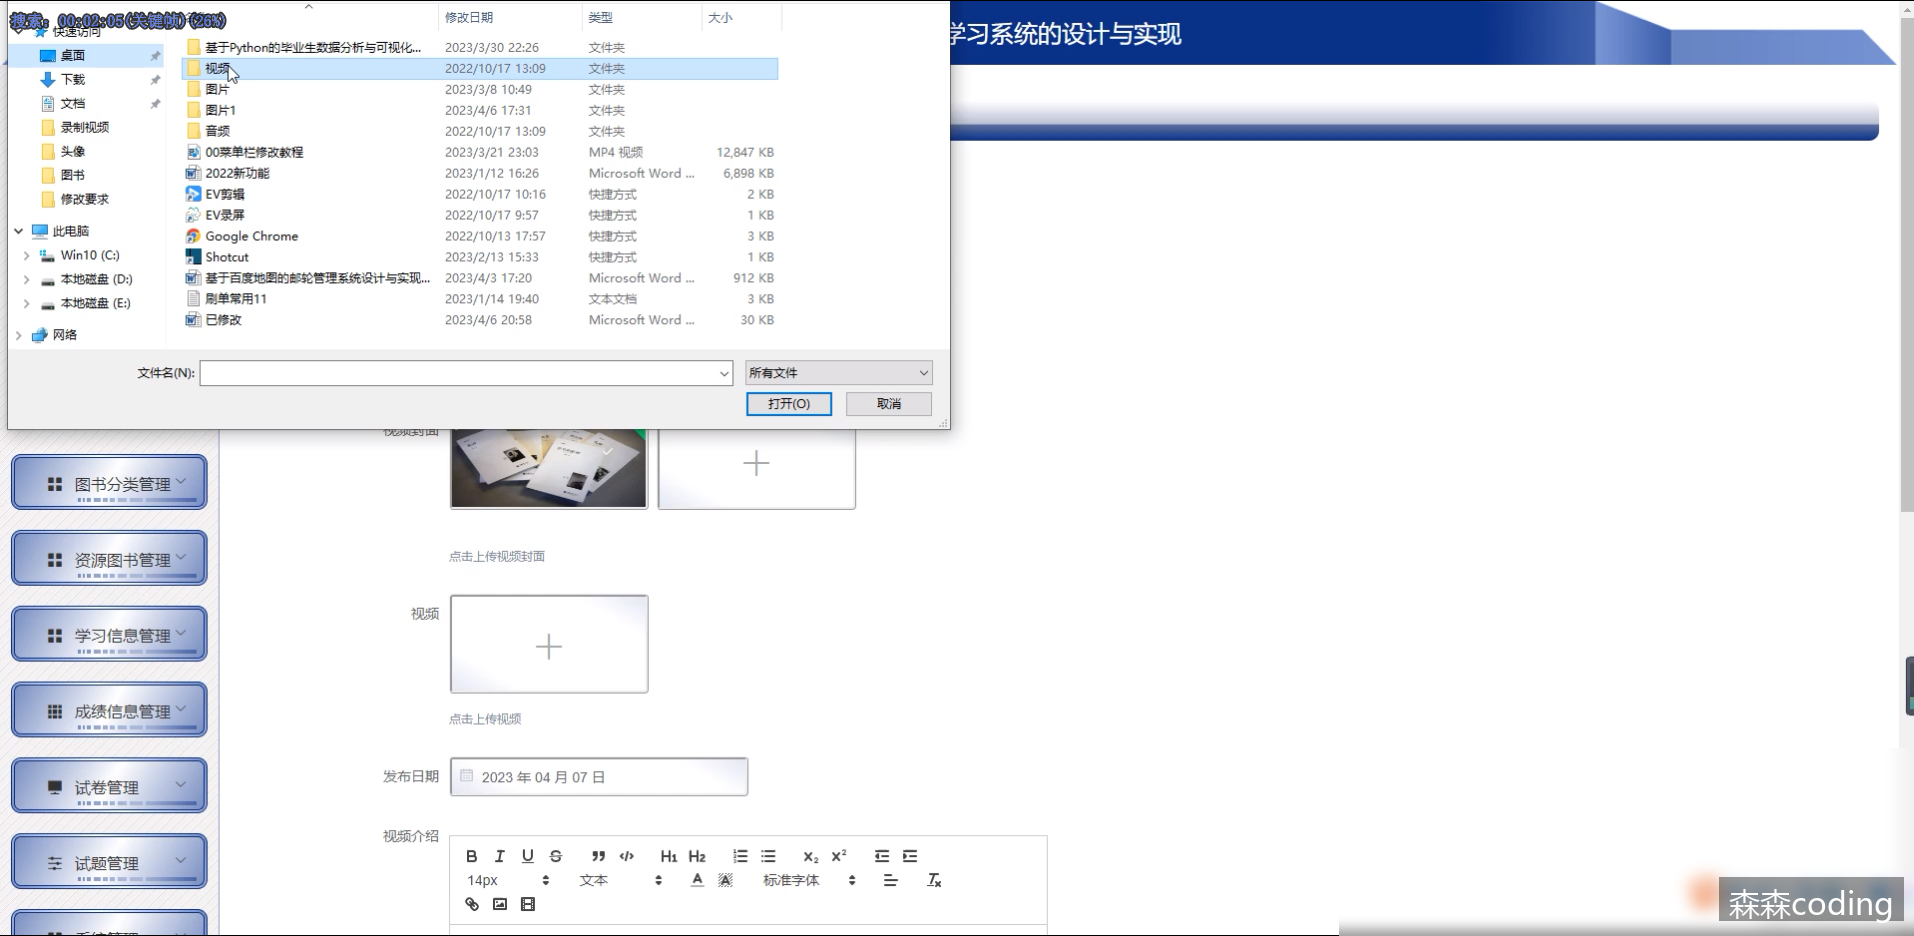 搜索: 00:02:05(关键帧)(26%)
学习系统的设计与实现
快速访问
桌面
下载
文档
录制视频
头像
图书
修改要求
此电脑
Win10 (C:)
本地磁盘 (D:)
本地磁盘 (E:)
网络
修改日期 类型 大小
基于Python的毕业生数据分析与可视化... 2023/3/30 22:26 文件夹
视频 2022/10/17 13:09 文件夹
图片 2023/3/8 10:49 文件夹
图片1 2023/4/6 17:31 文件夹
音频 2022/10/17 13:09 文件夹
00菜单栏修改教程 2023/3/21 23:03 MP4 视频 12,847 KB
2022新功能 2023/1/12 16:26 Microsoft Word ... 6,898 KB
EV剪辑 2022/10/17 10:16 快捷方式 2 KB
EV录屏 2022/10/17 9:57 快捷方式 1 KB
Google Chrome 2022/10/13 17:57 快捷方式 3 KB
Shotcut 2023/2/13 15:33 快捷方式 1 KB
基于百度地图的邮轮管理系统设计与实现... 2023/4/3 17:20 Microsoft Word ... 912 KB
刷单常用11 2023/1/14 19:40 文本文档 3 KB
已修改 2023/4/6 20:58 Microsoft Word ... 30 KB
文件名(N): 所有文件
打开(O) 取消
视频封面
图书分类管理
资源图书管理
学习信息管理
成绩信息管理
试卷管理
试题管理
系统管理
点击上传视频封面
视频
点击上传视频
发布日期 2023 年 04 月 07 日
视频介绍
B I U S H1 H2 x₂ x²
14px 文本 A A 标准字体
森森coding